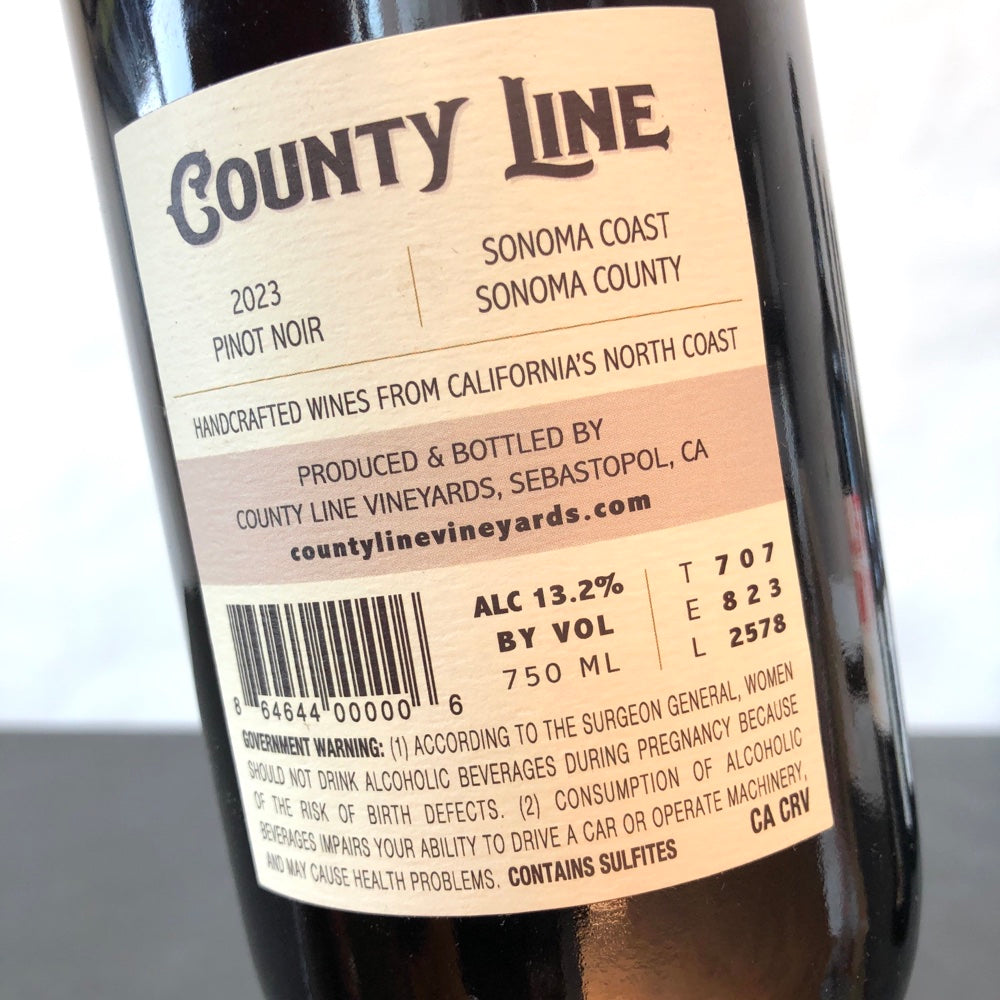 COUNTY LINE
2023
PINOT NOIR
SONOMA COAST
SONOMA COUNTY
HANDCRAFTED WINES FROM CALIFORNIA'S NORTH COAST
PRODUCED & BOTTLED BY
COUNTY LINE VINEYARDS, SEBASTOPOL, CA
countylinevineyards.com
8 64644 00000 6
ALC 13.2%
BY VOL
750 ML
T 707
E 823
L 2578
GOVERNMENT WARNING: (1) ACCORDING TO THE SURGEON GENERAL, WOMEN
SHOULD NOT DRINK ALCOHOLIC BEVERAGES DURING PREGNANCY BECAUSE
OF THE RISK OF BIRTH DEFECTS. (2) CONSUMPTION OF ALCOHOLIC
BEVERAGES IMPAIRS YOUR ABILITY TO DRIVE A CAR OR OPERATE MACHINERY,
AND MAY CAUSE HEALTH PROBLEMS. CONTAINS SULFITES
CA CRV